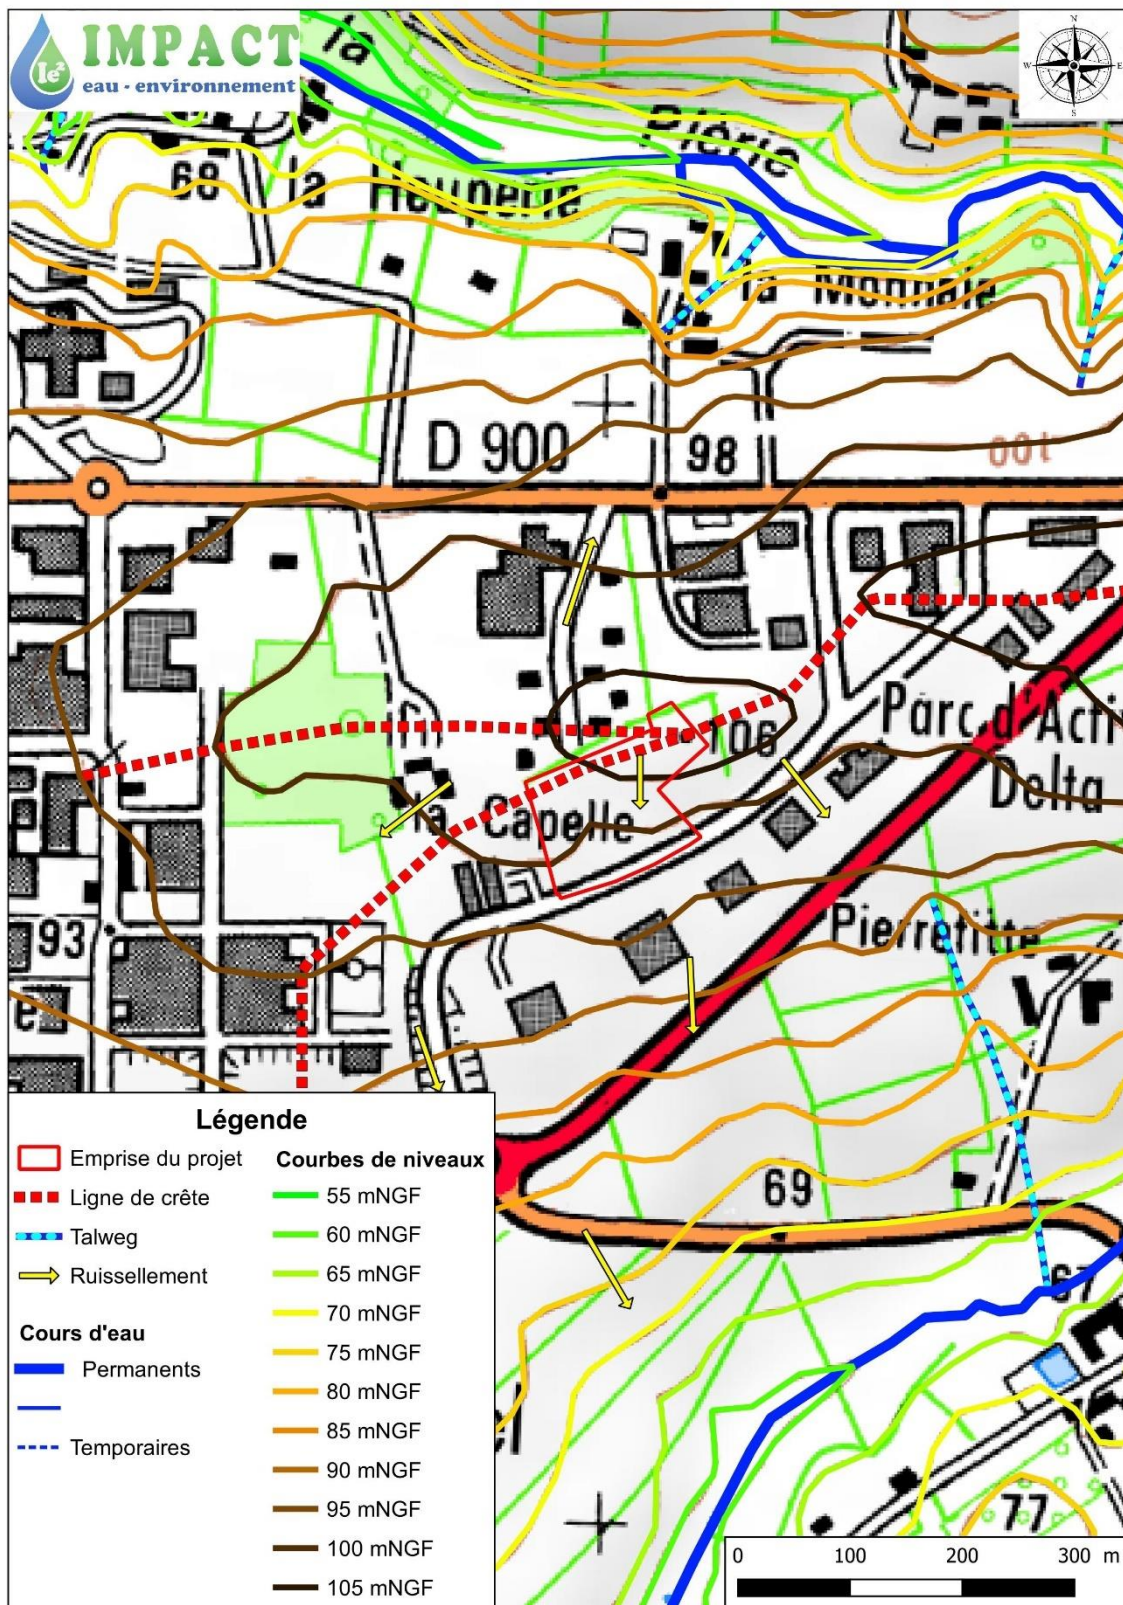 IMPACT
Ie²
eau - environnement
N
W
E
S
la
Pierre
68
la Heuperie
la Monnaie
D 900
98
100
106
Parc d'Acti
Delta
la Capelle
93
Pierrefitte
69
67
77
el
Légende
Emprise du projet
Ligne de crête
Talweg
Ruissellement
Cours d'eau
Permanents
Temporaires
Courbes de niveaux
55 mNGF
60 mNGF
65 mNGF
70 mNGF
75 mNGF
80 mNGF
85 mNGF
90 mNGF
95 mNGF
100 mNGF
105 mNGF
0 100 200 300 m